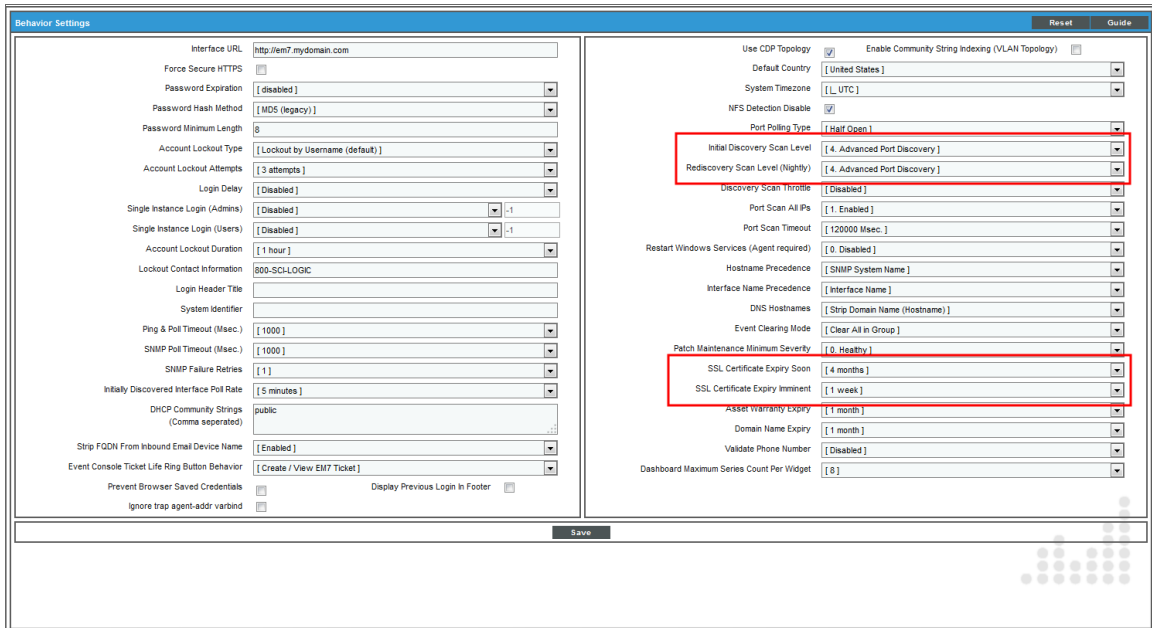 Behavior Settings
Reset
Guide
Interface URL http://em7.mydomain.com
Force Secure HTTPS
Password Expiration [ disabled ]
Password Hash Method [ MD5 (legacy) ]
Password Minimum Length 8
Account Lockout Type [ Lockout by Username (default) ]
Account Lockout Attempts [ 3 attempts ]
Login Delay [ Disabled ]
Single Instance Login (Admins) [ Disabled ] -1
Single Instance Login (Users) [ Disabled ] -1
Account Lockout Duration [ 1 hour ]
Lockout Contact Information 800-SCI-LOGIC
Login Header Title
System Identifier
Ping & Poll Timeout (Msec.) [ 1000 ]
SNMP Poll Timeout (Msec.) [ 1000 ]
SNMP Failure Retries [ 1 ]
Initially Discovered Interface Poll Rate [ 5 minutes ]
DHCP Community Strings public
(Comma seperated)
Strip FQDN From Inbound Email Device Name [ Enabled ]
Event Console Ticket Life Ring Button Behavior [ Create / View EM7 Ticket ]
Prevent Browser Saved Credentials Display Previous Login In Footer
Ignore trap agent-addr varbind
Use CDP Topology Enable Community String Indexing (VLAN Topology)
Default Country [ United States ]
System Timezone [ |_ UTC ]
NFS Detection Disable
Port Polling Type [ Half Open ]
Initial Discovery Scan Level [ 4. Advanced Port Discovery ]
Rediscovery Scan Level (Nightly) [ 4. Advanced Port Discovery ]
Discovery Scan Throttle [ Disabled ]
Port Scan All IPs [ 1. Enabled ]
Port Scan Timeout [ 120000 Msec. ]
Restart Windows Services (Agent required) [ 0. Disabled ]
Hostname Precedence [ SNMP System Name ]
Interface Name Precedence [ Interface Name ]
DNS Hostnames [ Strip Domain Name (Hostname) ]
Event Clearing Mode [ Clear All in Group ]
Patch Maintenance Minimum Severity [ 0. Healthy ]
SSL Certificate Expiry Soon [ 4 months ]
SSL Certificate Expiry Imminent [ 1 week ]
Asset Warranty Expiry [ 1 month ]
Domain Name Expiry [ 1 month ]
Validate Phone Number [ Disabled ]
Dashboard Maximum Series Count Per Widget [ 8 ]
Save